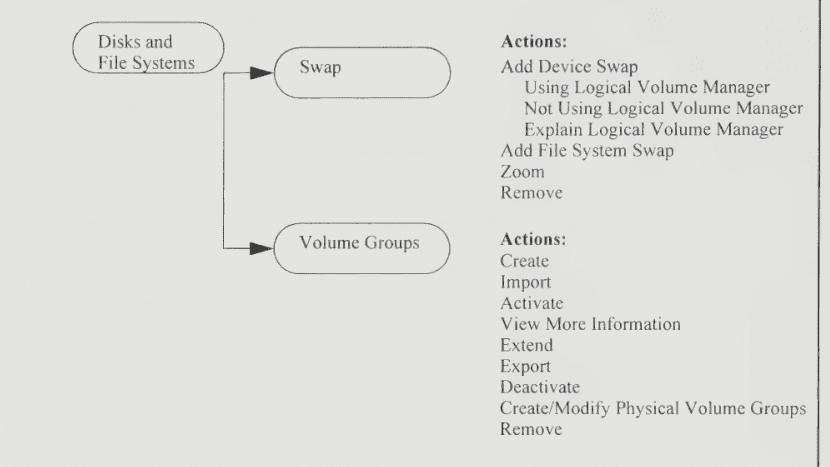 Disks and
File Systems
Swap
Actions:
Add Device Swap
Using Logical Volume Manager
Not Using Logical Volume Manager
Explain Logical Volume Manager
Add File System Swap
Zoom
Remove
Volume Groups
Actions:
Create
Import
Activate
View More Information
Extend
Export
Deactivate
Create/Modify Physical Volume Groups
Remove